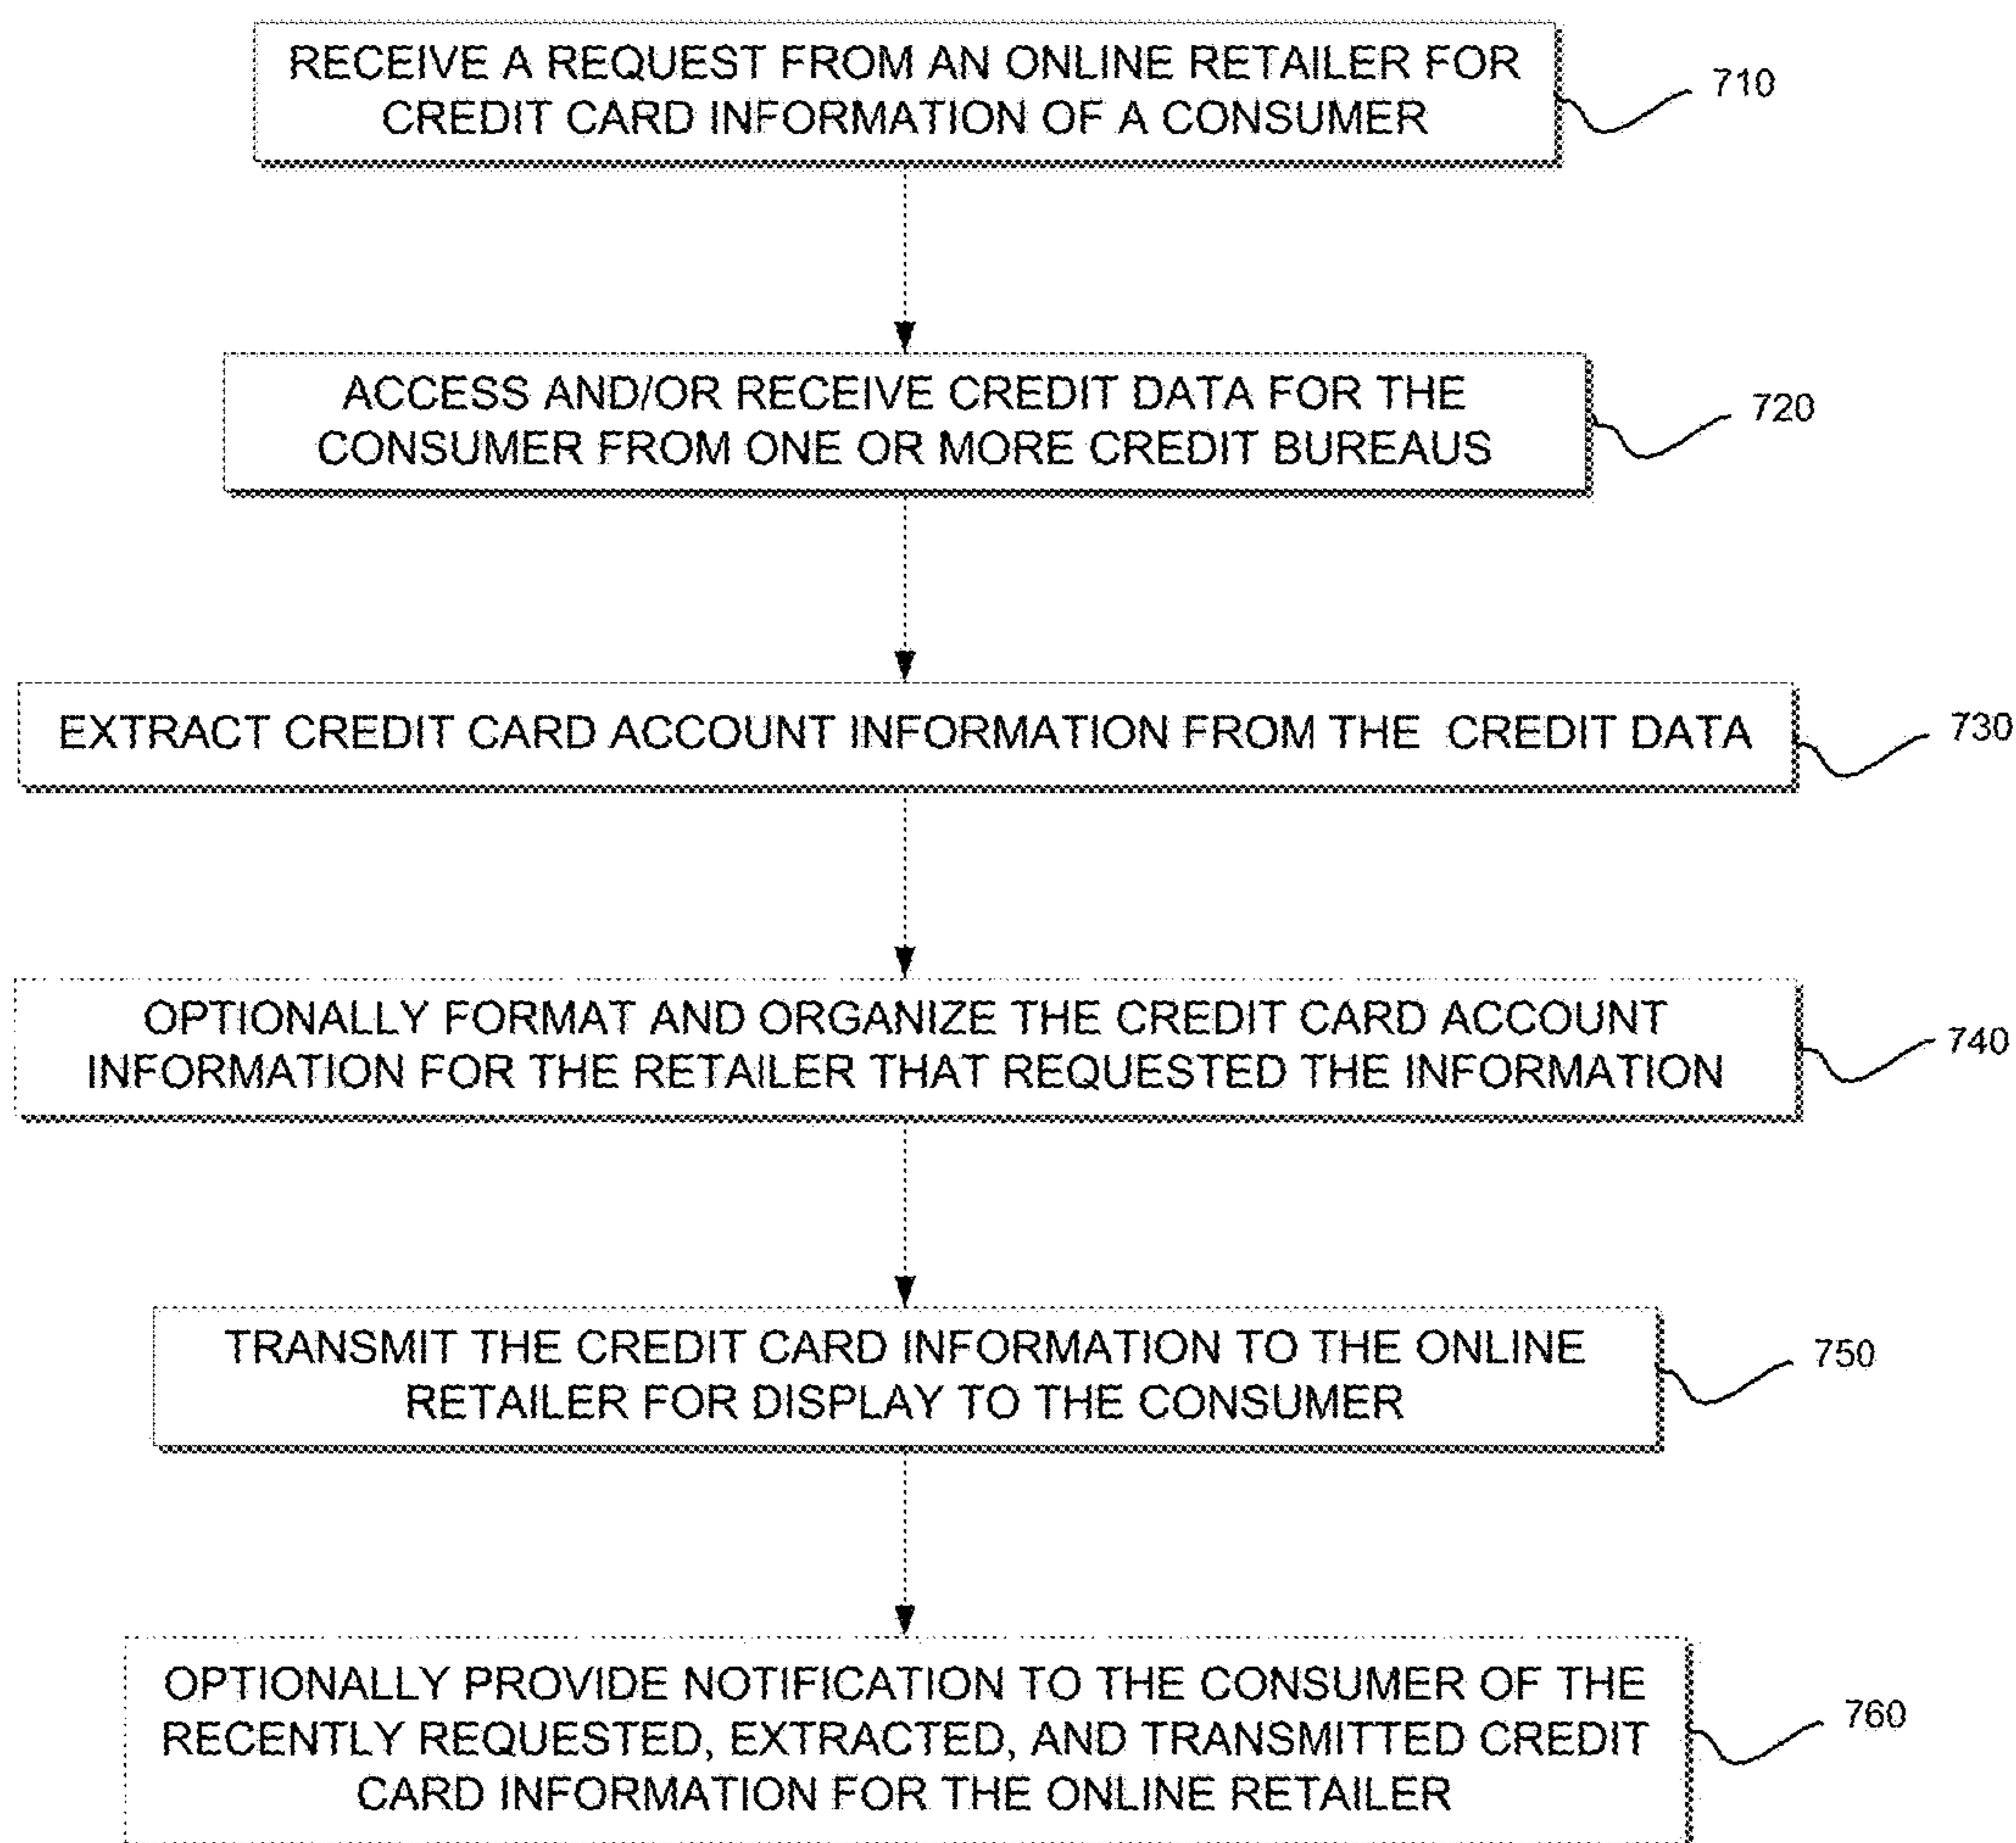 RECEIVE A REQUEST FROM AN ONLINE RETAILER FOR
CREDIT CARD INFORMATION OF A CONSUMER
710
ACCESS AND/OR RECEIVE CREDIT DATA FOR THE
CONSUMER FROM ONE OR MORE CREDIT BUREAUS
720
EXTRACT CREDIT CARD ACCOUNT INFORMATION FROM THE CREDIT DATA
730
OPTIONALLY FORMAT AND ORGANIZE THE CREDIT CARD ACCOUNT
INFORMATION FOR THE RETAILER THAT REQUESTED THE INFORMATION
740
TRANSMIT THE CREDIT CARD INFORMATION TO THE ONLINE
RETAILER FOR DISPLAY TO THE CONSUMER
750
OPTIONALLY PROVIDE NOTIFICATION TO THE CONSUMER OF THE
RECENTLY REQUESTED, EXTRACTED, AND TRANSMITTED CREDIT
CARD INFORMATION FOR THE ONLINE RETAILER
760